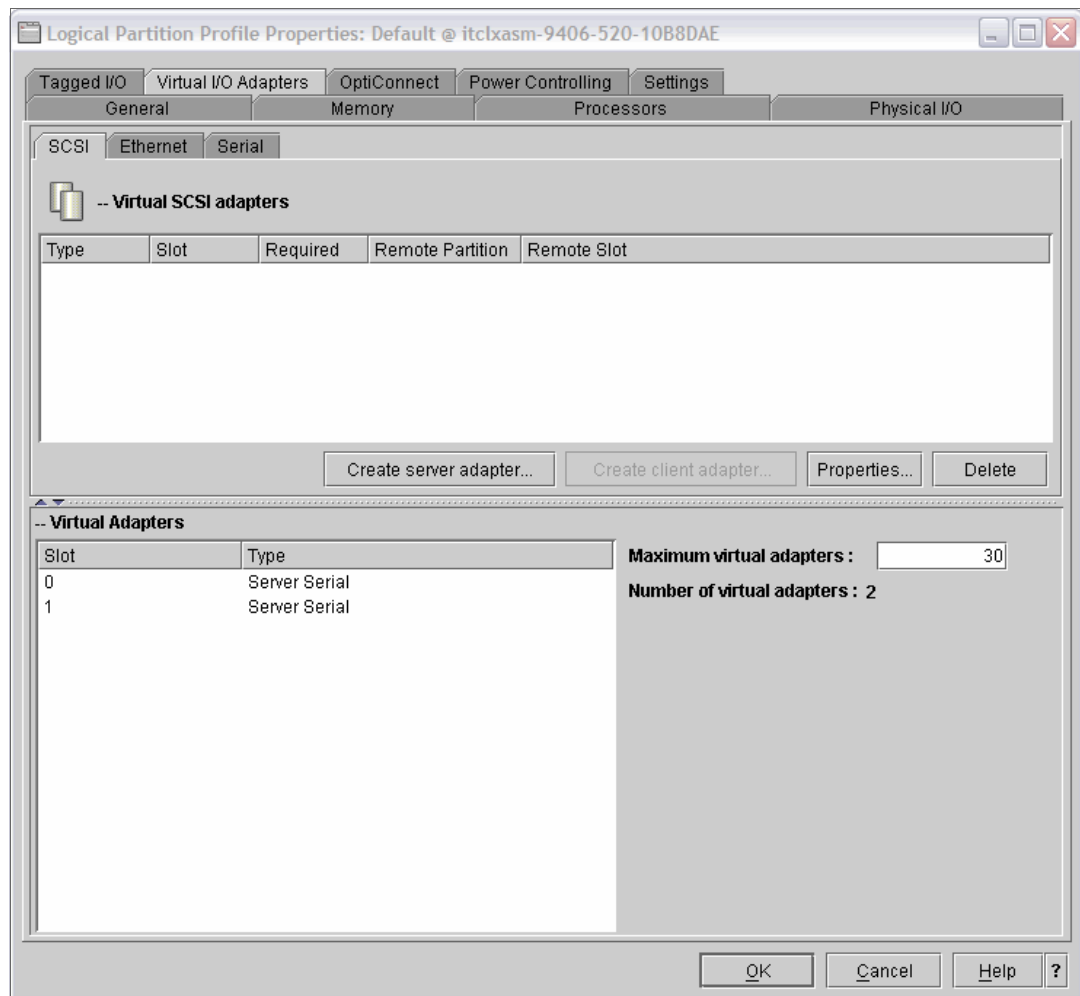 Logical Partition Profile Properties: Default @ itclxasm-9406-520-10B8DAE
Tagged I/O Virtual I/O Adapters OptiConnect Power Controlling Settings
General Memory Processors Physical I/O
SCSI Ethernet Serial
-- Virtual SCSI adapters
Type Slot Required Remote Partition Remote Slot
Create server adapter... Create client adapter... Properties... Delete
-- Virtual Adapters
Slot Type
0 Server Serial
1 Server Serial
Maximum virtual adapters : 30
Number of virtual adapters : 2
OK Cancel Help ?